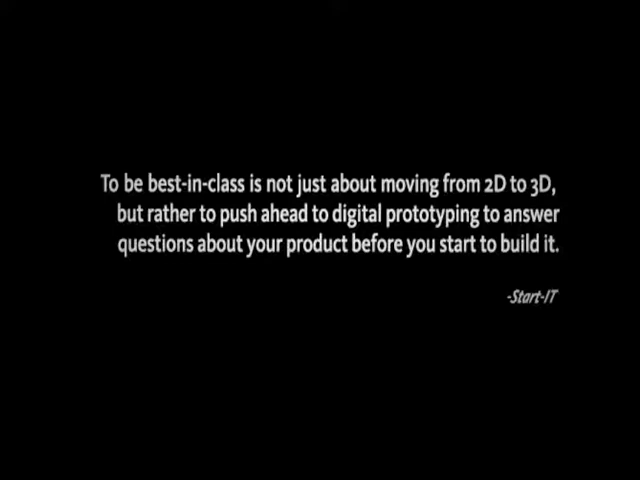 To be best-in-class is not just about moving from 2D to 3D,
but rather to push ahead to digital prototyping to answer
questions about your product before you start to build it.
-Start-IT